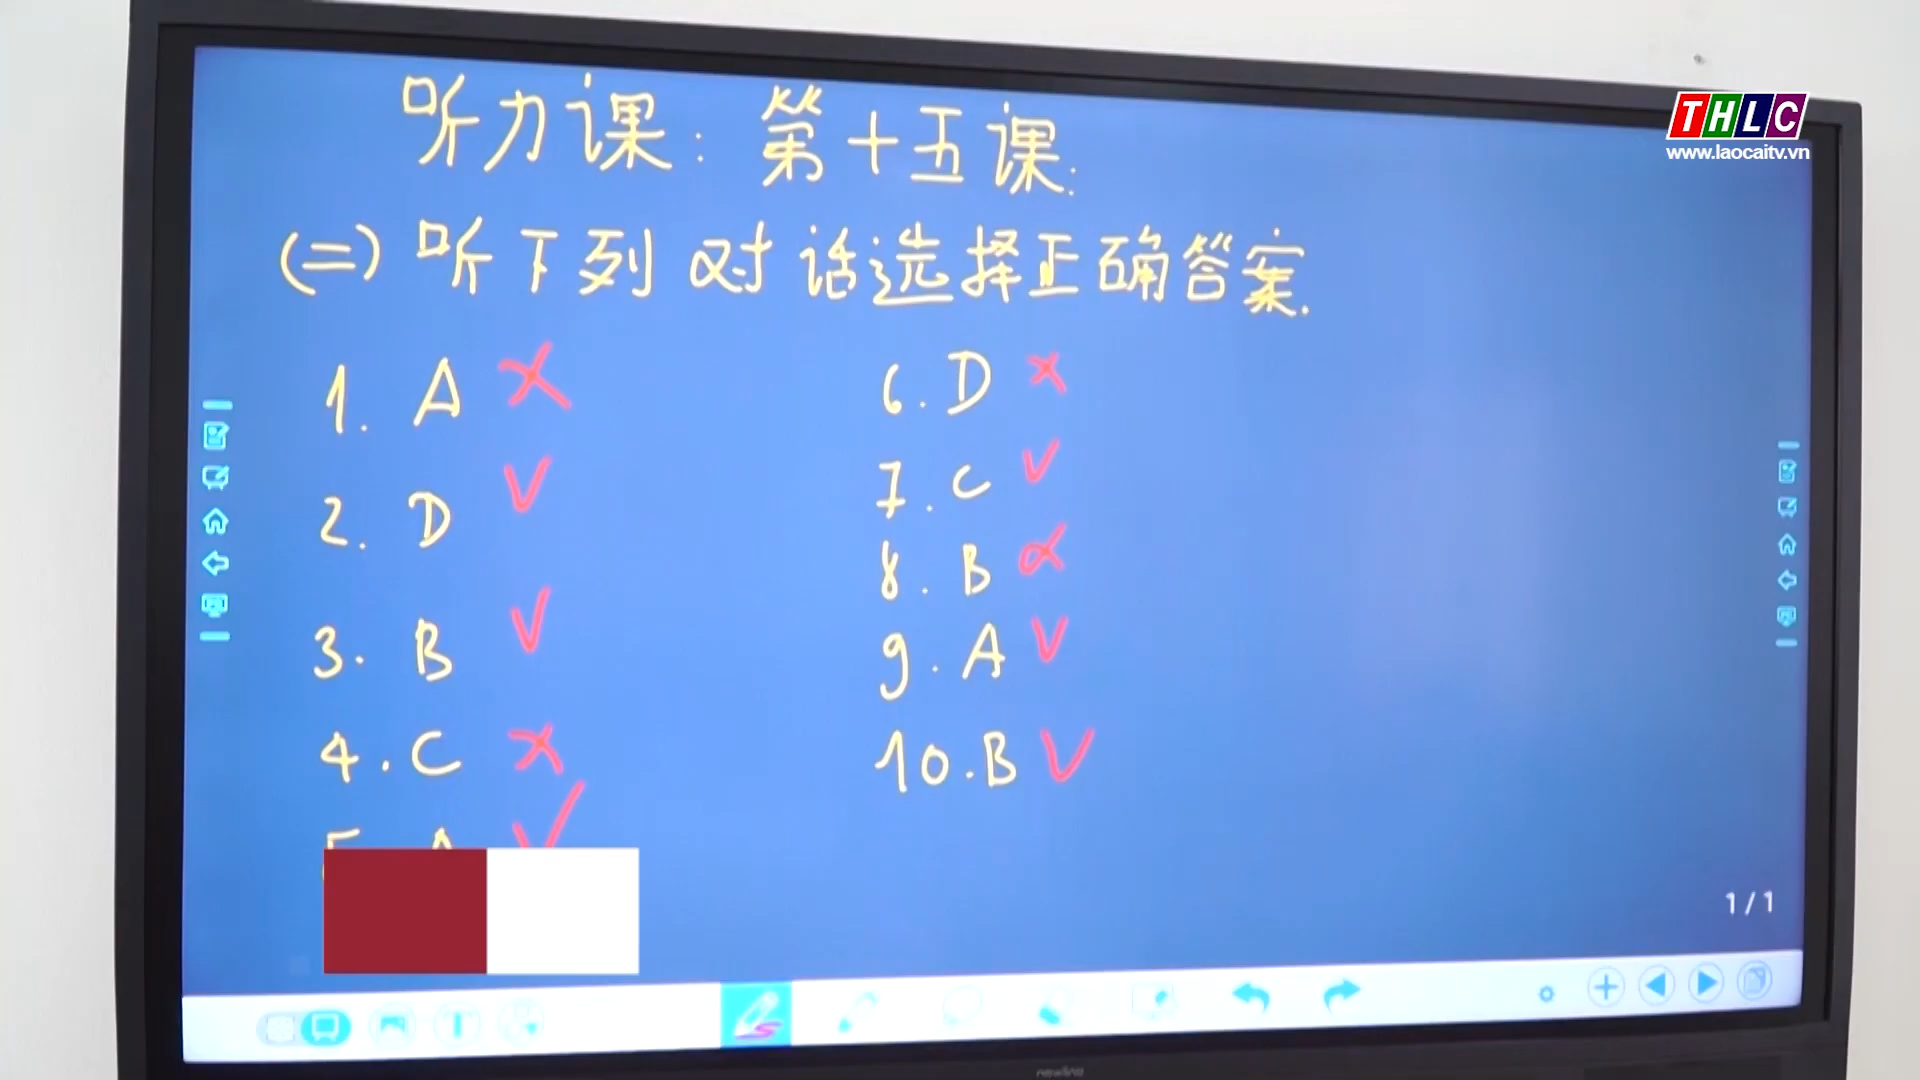 THLC
www.laocaitv.vn
听力课: 第十五课:
(二) 听下列对话选择正确答案.
1. A ×
2. D V
3. B V
4. C ×
6. D ×
7. C V
8. B ×
9. A V
10. B V
1/1
newline